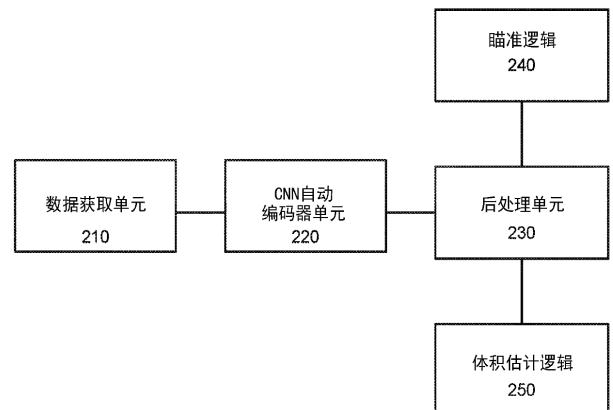 瞄准逻辑
240
数据获取单元
210
CNN自动
编码器单元
220
后处理单元
230
体积估计逻辑
250